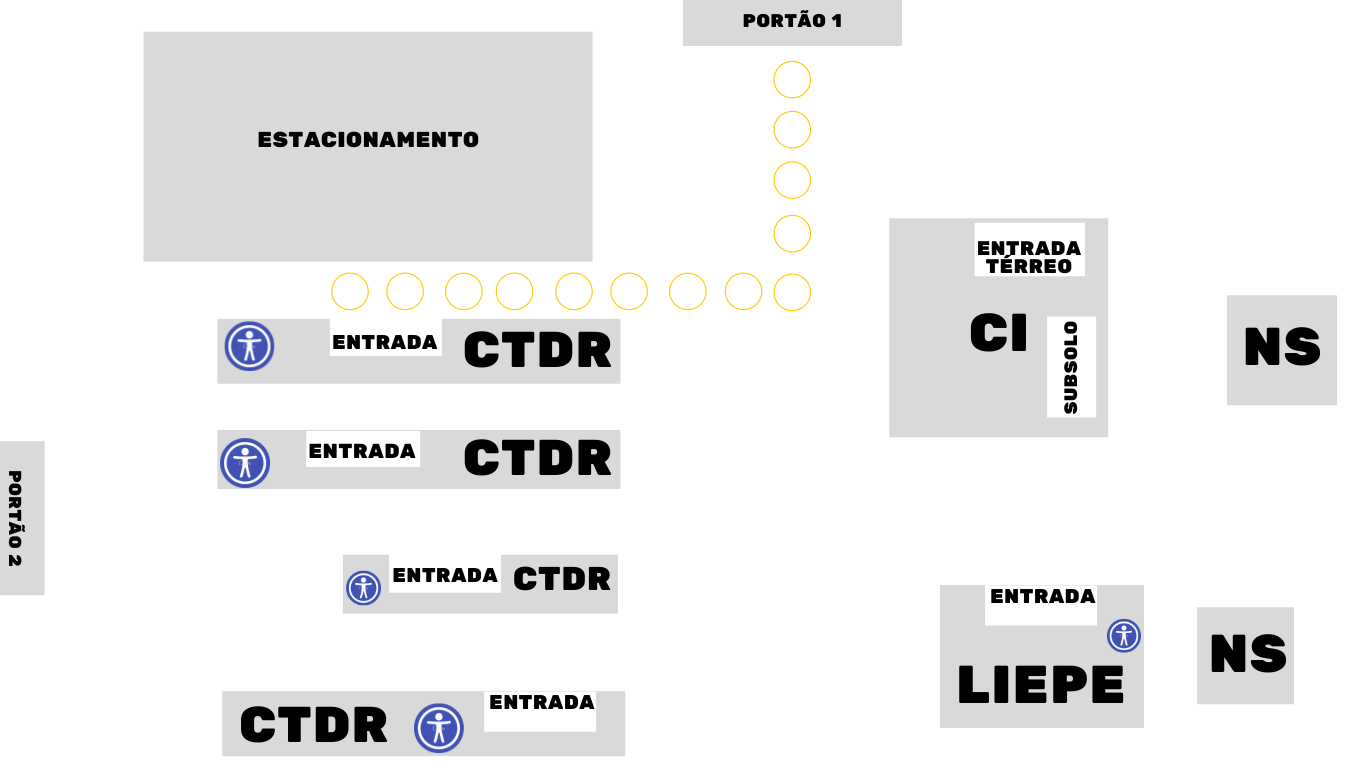 PORTÃO 1
ESTACIONAMENTO
ENTRADA
TÉRREO
CI
SUBSOLO
NS
ENTRADA
CTDR
ENTRADA
CTDR
PORTÃO 2
ENTRADA
CTDR
ENTRADA
LIEPE
NS
CTDR
ENTRADA